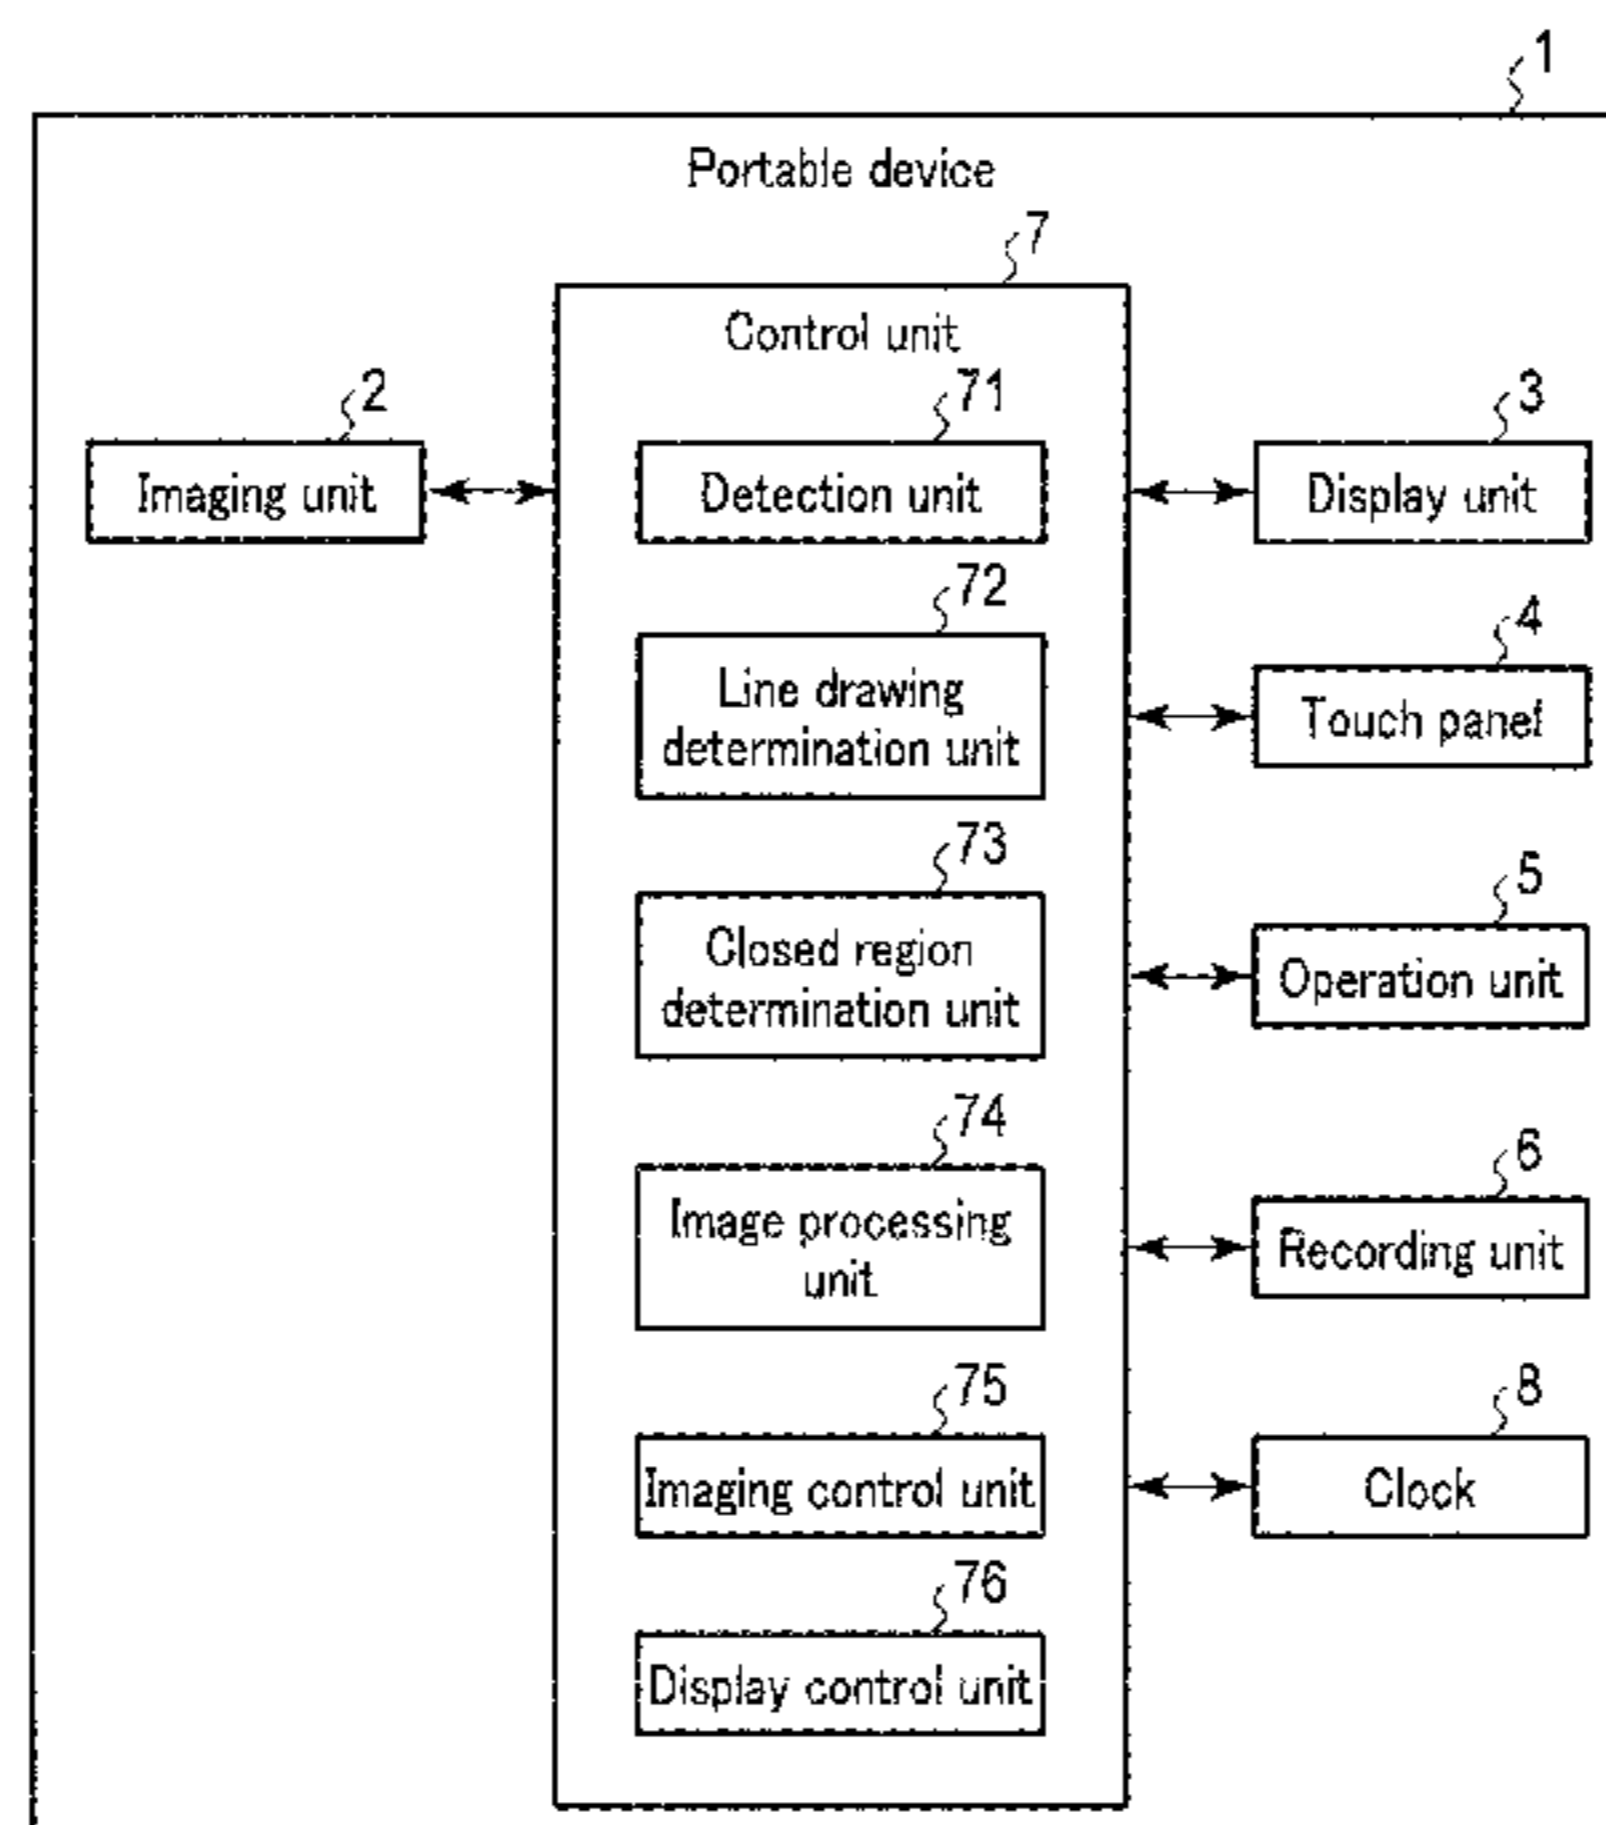 1
Portable device
7
Control unit
2
Imaging unit
71
Detection unit
72
Line drawing
determination unit
73
Closed region
determination unit
74
Image processing
unit
75
Imaging control unit
76
Display control unit
3
Display unit
4
Touch panel
5
Operation unit
6
Recording unit
8
Clock